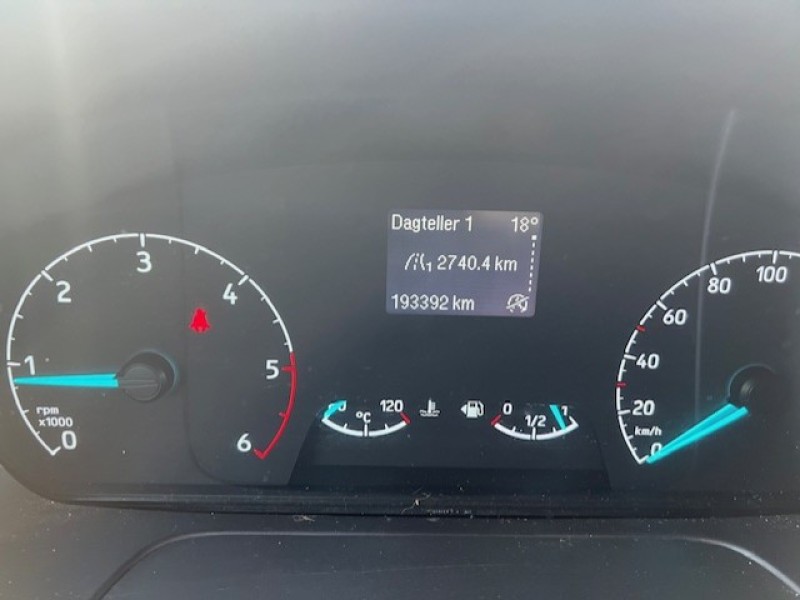 Dagteller 1 18°
1 2740.4 km
193392 km
0 1 2 3 4 5 6
rpm
x1000
120
°C
0 1/2 1
0 20 40 60 80 100
km/h